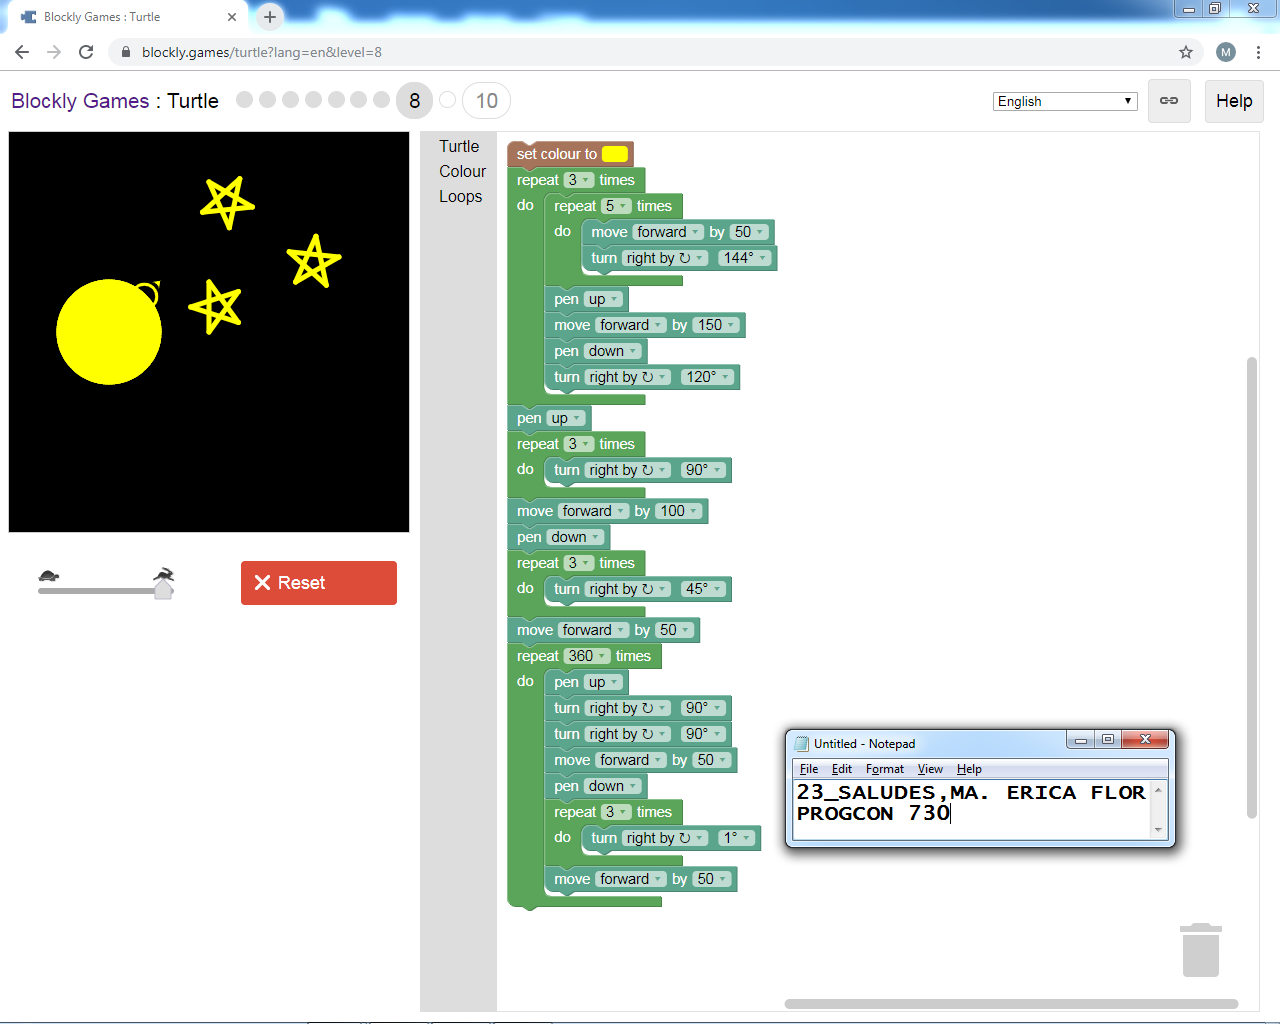 Blockly Games : Turtle
blockly.games/turtle?lang=en&level=8
M
Blockly Games : Turtle
8
10
English
Help
Turtle
Colour
Loops
Reset
set colour to
repeat 3 times
do repeat 5 times
do move forward by 50
turn right by ↻ 144°
pen up
move forward by 150
pen down
turn right by ↻ 120°
pen up
repeat 3 times
do turn right by ↻ 90°
move forward by 100
pen down
repeat 3 times
do turn right by ↻ 45°
move forward by 50
repeat 360 times
do pen up
turn right by ↻ 90°
turn right by ↻ 90°
move forward by 50
pen down
repeat 3 times
do turn right by ↻ 1°
move forward by 50
Untitled - Notepad
File Edit Format View Help
23_SALUDES,MA. ERICA FLOR
PROGCON 730